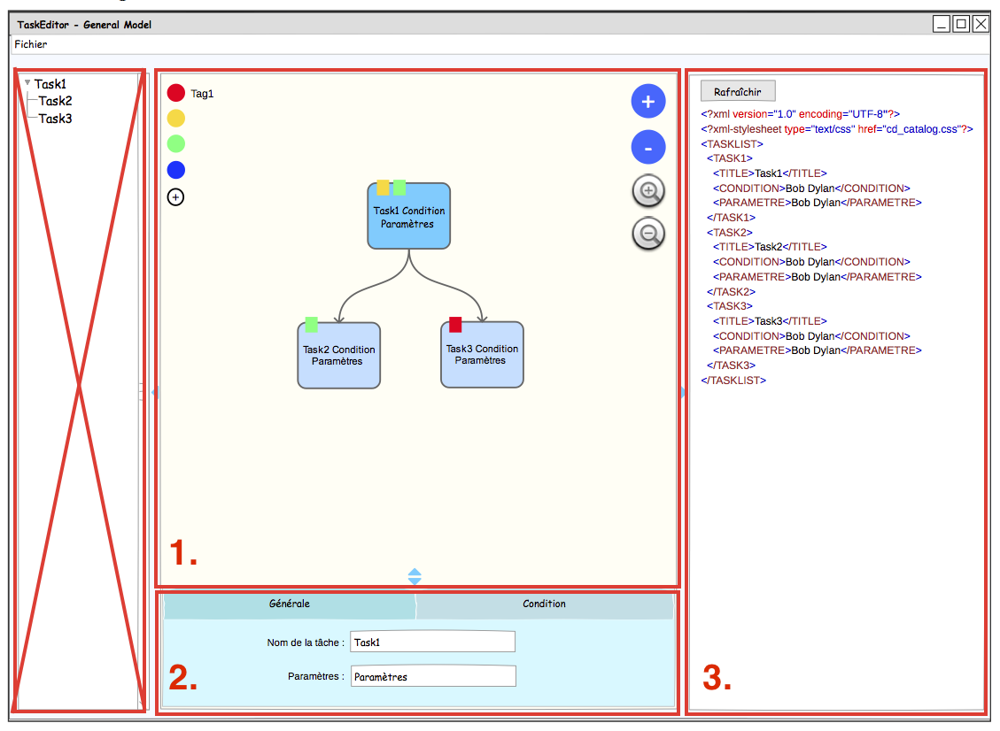 TaskEditor - General Model
Fichier
Task1
Task2
Task3
Tag1
+
-
+
Task1 Condition
Paramètres
Task2 Condition
Paramètres
Task3 Condition
Paramètres
1.
Générale
Condition
Nom de la tâche :
Task1
Paramètres :
Paramètres
2.
Rafraîchir
<?xml version="1.0" encoding="UTF-8"?>
<?xml-stylesheet type="text/css" href="cd_catalog.css"?>
<TASKLIST>
<TASK1>
<TITLE>Task1</TITLE>
<CONDITION>Bob Dylan</CONDITION>
<PARAMETRE>Bob Dylan</PARAMETRE>
</TASK1>
<TASK2>
<TITLE>Task2</TITLE>
<CONDITION>Bob Dylan</CONDITION>
<PARAMETRE>Bob Dylan</PARAMETRE>
</TASK2>
<TASK3>
<TITLE>Task3</TITLE>
<CONDITION>Bob Dylan</CONDITION>
<PARAMETRE>Bob Dylan</PARAMETRE>
</TASK3>
</TASKLIST>
3.